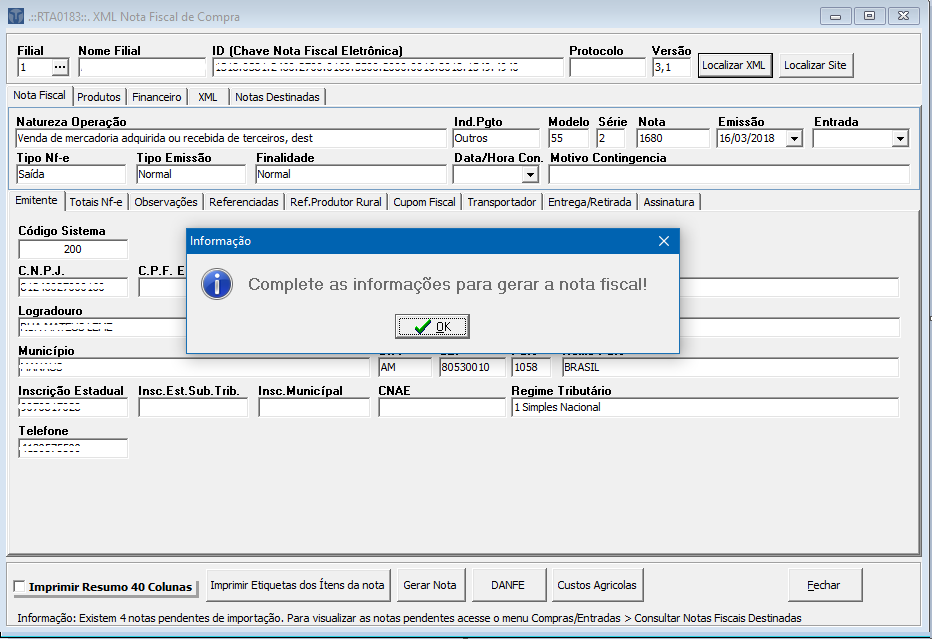 .::RTA0183::. XML Nota Fiscal de Compra
Filial Nome Filial ID (Chave Nota Fiscal Eletrônica) Protocolo Versão
1 ... 3,1 Localizar XML Localizar Site
Nota Fiscal Produtos Financeiro XML Notas Destinadas
Natureza Operação Ind.Pgto Modelo Série Nota Emissão Entrada
Venda de mercadoria adquirida ou recebida de terceiros, dest Outros 55 2 1680 16/03/2018
Tipo Nf-e Tipo Emissão Finalidade Data/Hora Con. Motivo Contingencia
Saída Normal Normal
Emitente Totais Nf-e Observações Referenciadas Ref.Produtor Rural Cupom Fiscal Transportador Entrega/Retirada Assinatura
Código Sistema
200
Informação
C.N.P.J. C.P.F. E
Complete as informações para gerar a nota fiscal!
Logradouro
OK
Município
AM 80530010 1058 BRASIL
Inscrição Estadual Insc.Est.Sub.Trib. Insc.Municípal CNAE Regime Tributário
1 Simples Nacional
Telefone
Imprimir Resumo 40 Colunas Imprimir Etiquetas dos Ítens da nota Gerar Nota DANFE Custos Agricolas Fechar
Informação: Existem 4 notas pendentes de importação. Para visualizar as notas pendentes acesse o menu Compras/Entradas > Consultar Notas Fiscais Destinadas